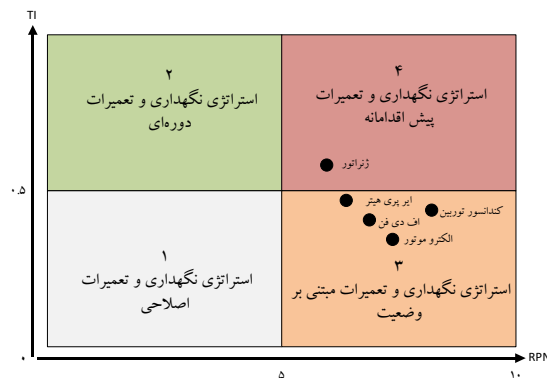 TI
۲
استراتژی نگهداری و تعمیرات
دوره‌ای
۴
استراتژی نگهداری و تعمیرات
پیش اقدامانه
ژنراتور
۰.۵
ایر پری هیتر
کندانسور توربین
اف دی فن
الکترو موتور
۱
استراتژی نگهداری و تعمیرات
اصلاحی
۳
استراتژی نگهداری و تعمیرات مبتنی بر
وضعیت
۰
RPN
۵
۱۰